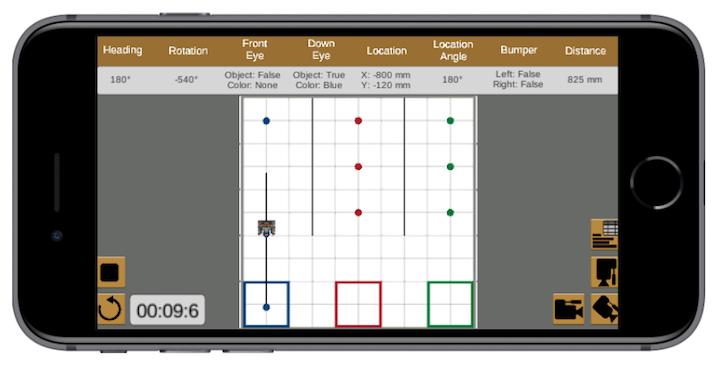 Heading Rotation Front Eye Down Eye Location Location Angle Bumper Distance
180° -540° Object: False Color: None Object: True Color: Blue X: -800 mm Y: -120 mm 180° Left: False Right: False 825 mm
00:09:6